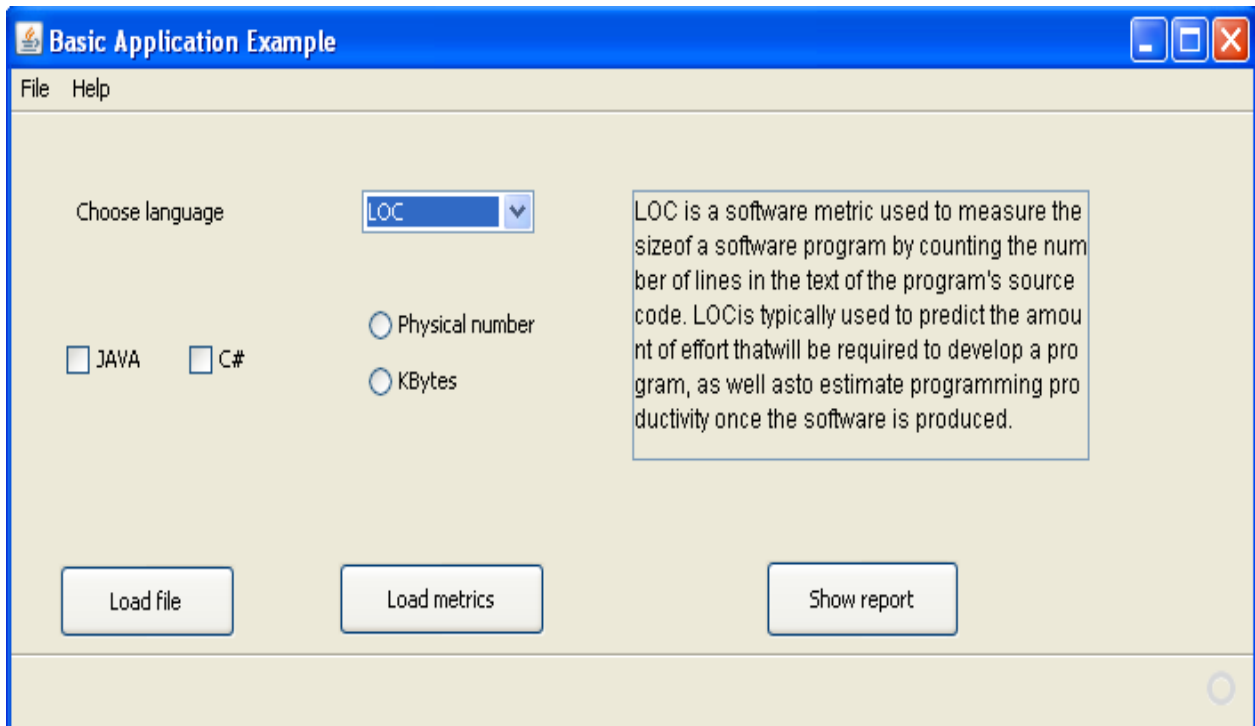 Basic Application Example
File Help
Choose language
LOC
JAVA
C#
Physical number
KBytes
LOC is a software metric used to measure the
sizeof a software program by counting the num
ber of lines in the text of the program's source
code. LOCis typically used to predict the amou
nt of effort thatwill be required to develop a pro
gram, as well asto estimate programming pro
ductivity once the software is produced.
Load file
Load metrics
Show report